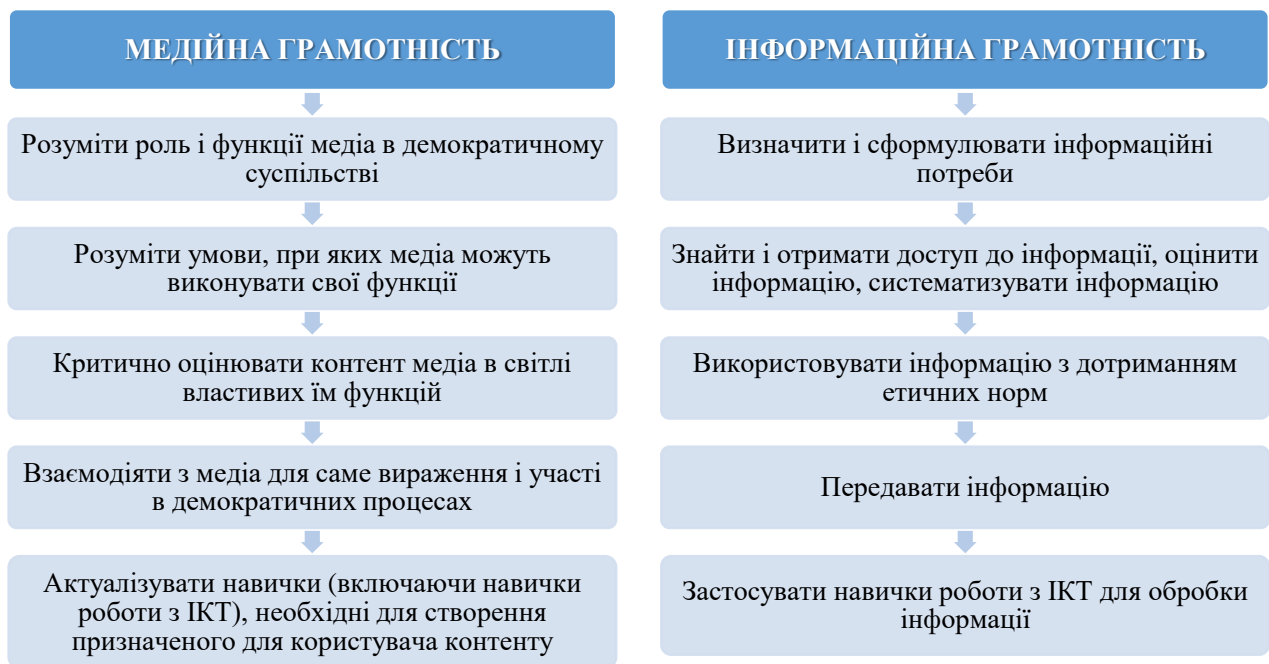 МЕДІЙНА ГРАМОТНІСТЬ
Розуміти роль і функції медіа в демократичному
суспільстві
Розуміти умови, при яких медіа можуть
виконувати свої функції
Критично оцінювати контент медіа в світлі
властивих їм функцій
Взаємодіяти з медіа для саме вираження і участі
в демократичних процесах
Актуалізувати навички (включаючи навички
роботи з ІКТ), необхідні для створення
призначеного для користувача контенту
ІНФОРМАЦІЙНА ГРАМОТНІСТЬ
Визначити і сформулювати інформаційні
потреби
Знайти і отримати доступ до інформації, оцінити
інформацію, систематизувати інформацію
Використовувати інформацію з дотриманням
етичних норм
Передавати інформацію
Застосувати навички роботи з ІКТ для обробки
інформації